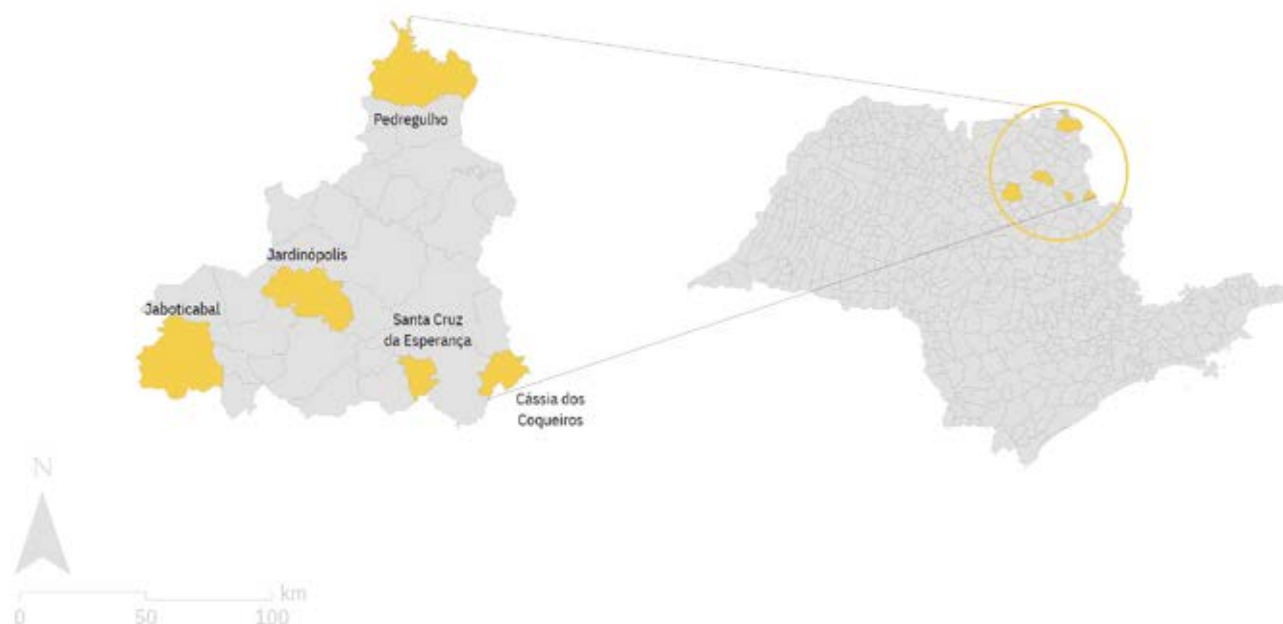 Pedregulho
Jardinópolis
Jaboticabal
Santa Cruz
da Esperança
Cássia dos
Coqueiros
N
km
0 50 100